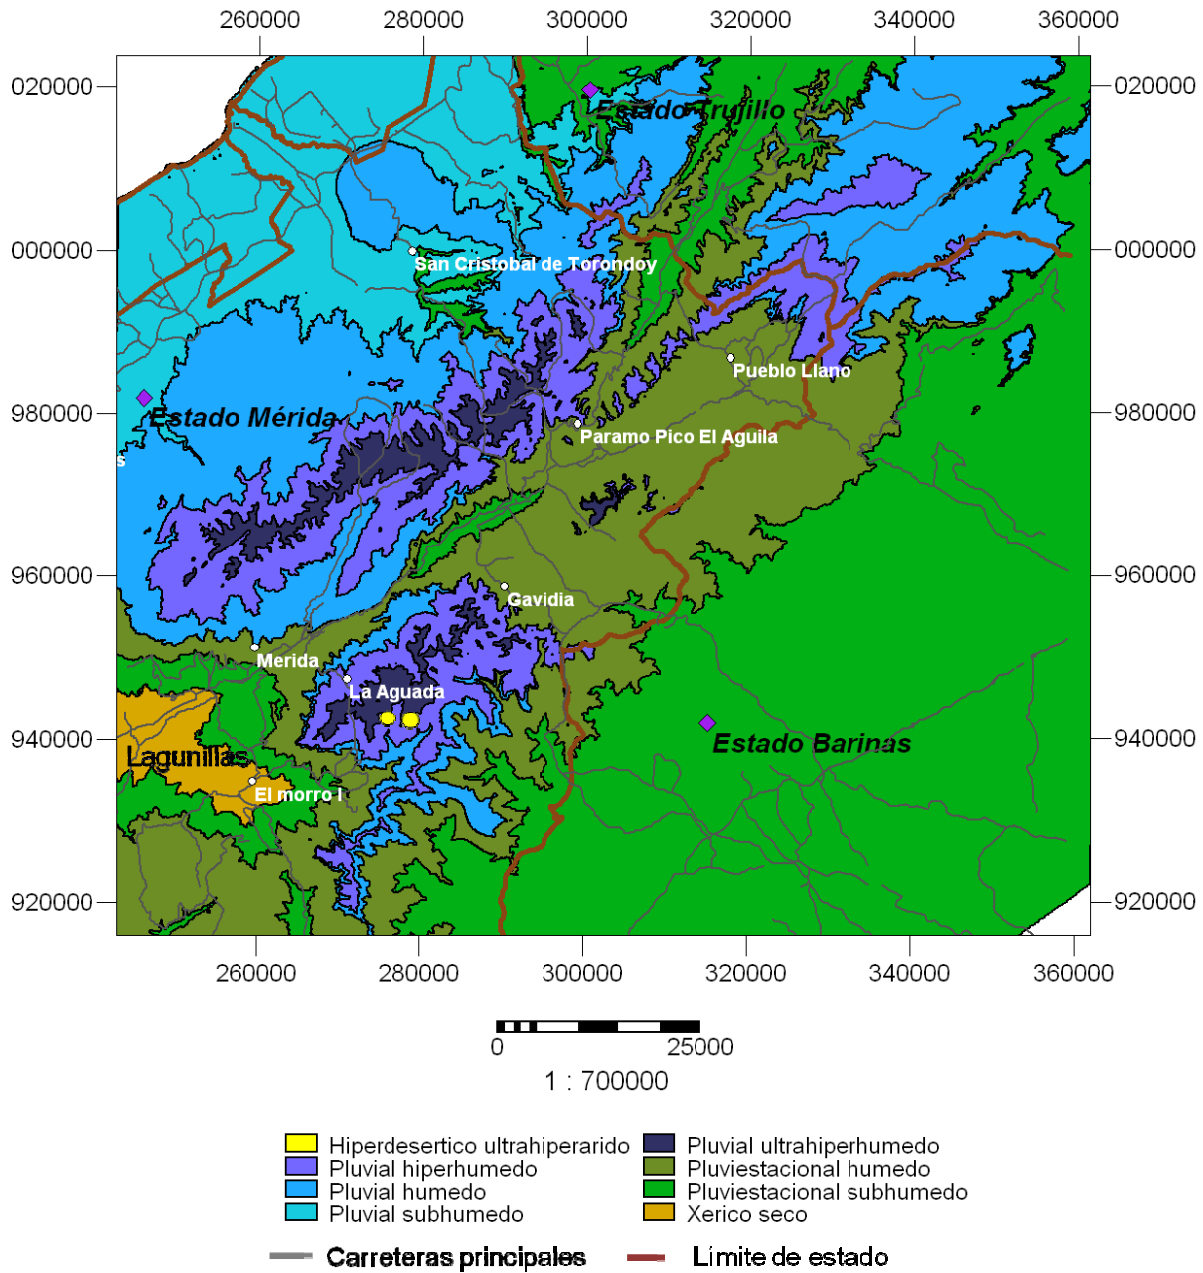 260000 280000 300000 320000 340000 360000
020000 020000
Estado Trujillo
000000 000000
San Cristobal de Torondoy
Pueblo Llano
980000 980000
Estado Mérida
Paramo Pico El Aguila
s
960000 960000
Gavidia
Merida
La Aguada
940000 940000
Estado Barinas
Lagunillas
El morro I
920000 920000
260000 280000 300000 320000 340000 360000
0 25000
1 : 700000
Hiperdesertico ultrahiperarido Pluvial ultrahiperhumedo
Pluvial hiperhumedo Pluviestacional humedo
Pluvial humedo Pluviestacional subhumedo
Pluvial subhumedo Xerico seco
Carreteras principales Límite de estado